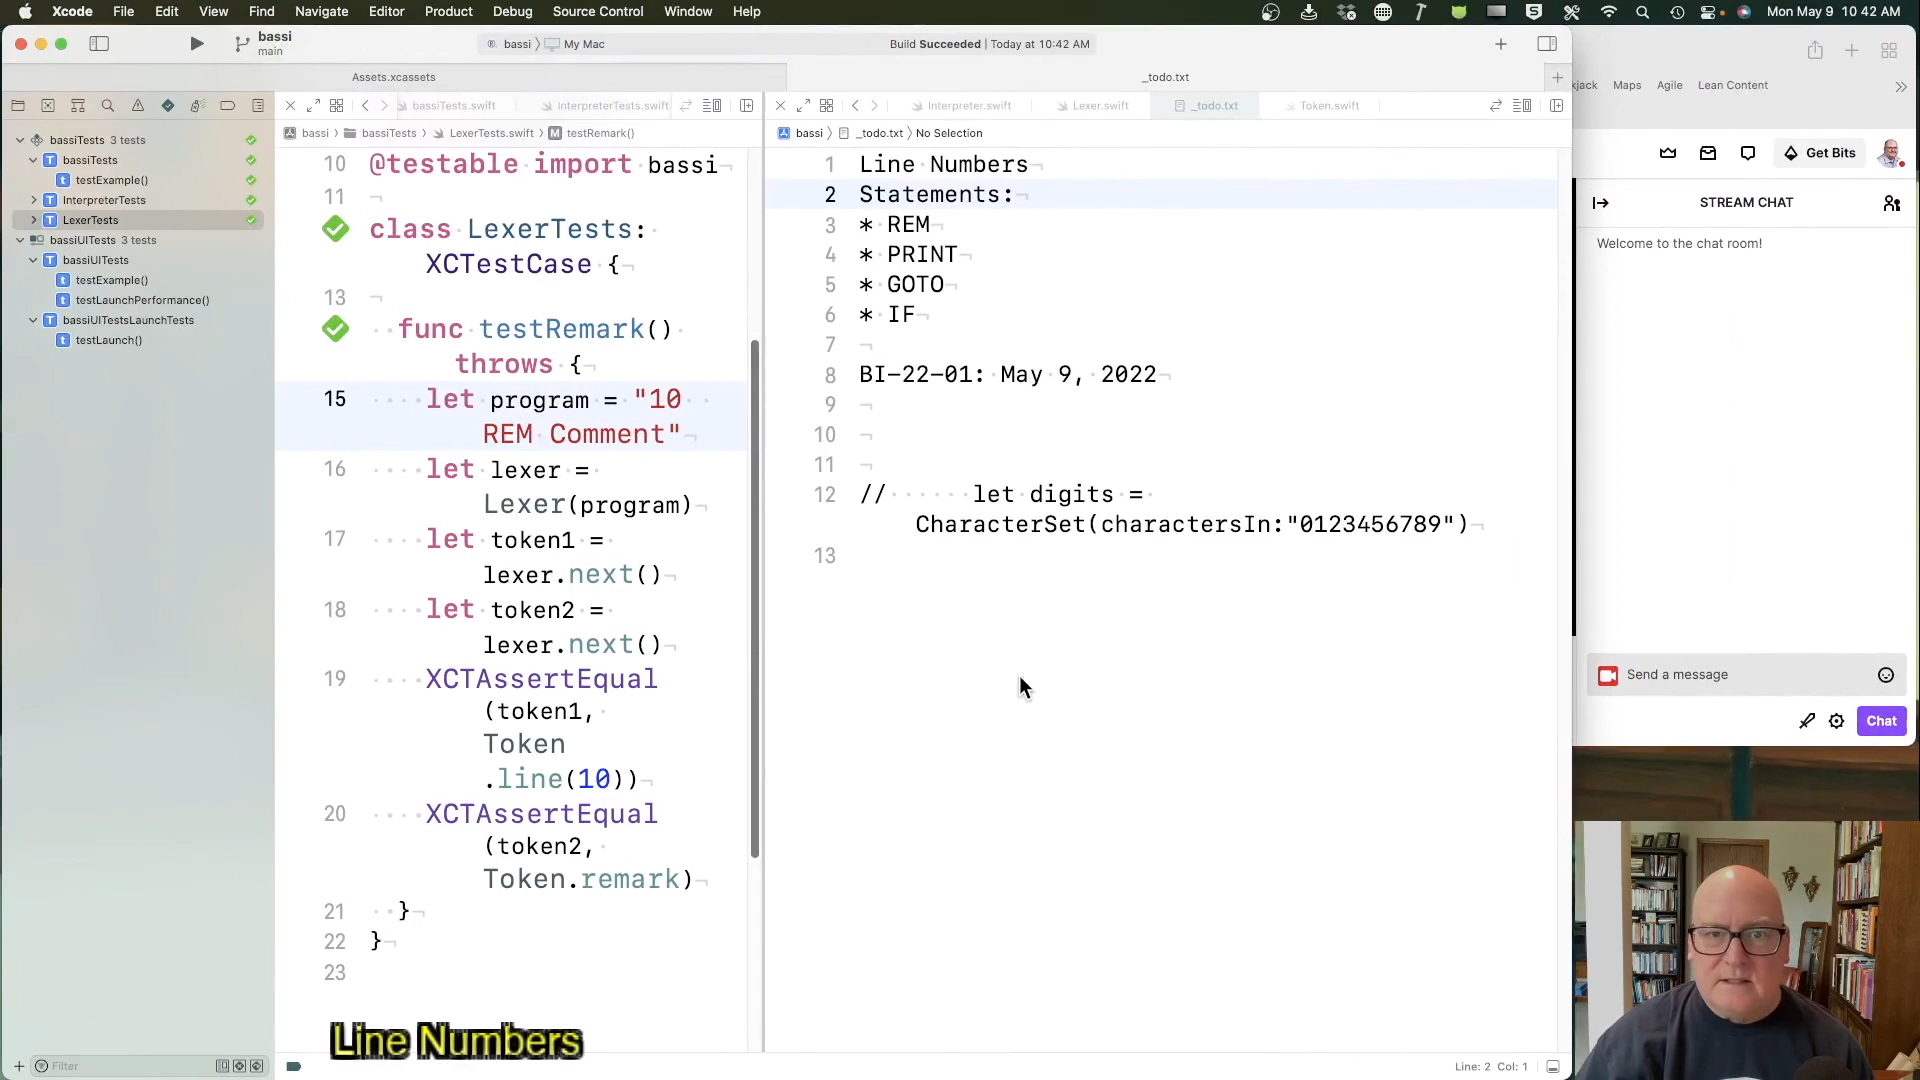 Xcode File Edit View Find Navigate Editor Product Debug Source Control Window Help Mon May 9 10:42 AM
bassi
main
bassi My Mac
Build Succeeded | Today at 10:42 AM
Assets.xcassets
_todo.txt
Maps Agile Lean Content
bassiTests.swift InterpreterTests.swift
Interpreter.swift Lexer.swift _todo.txt Token.swift
bassi bassiTests LexerTests.swift M testRemark()
bassi _todo.txt No Selection
bassiTests 3 tests
bassiTests
testExample()
InterpreterTests
LexerTests
bassiUITests 3 tests
bassiUITests
testExample()
testLaunchPerformance()
bassiUITestsLaunchTests
testLaunch()
Filter
10 @testable import bassi
11
class LexerTests:
XCTestCase {
13
func testRemark()
throws {
15 let program = "10
REM Comment"
16 let lexer =
Lexer(program)
17 let token1 =
lexer.next()
18 let token2 =
lexer.next()
19 XCTAssertEqual
(token1,
Token
.line(10))
20 XCTAssertEqual
(token2,
Token.remark)
21 }
22 }
23
Line Numbers
1 Line Numbers
2 Statements:
3 * REM
4 * PRINT
5 * GOTO
6 * IF
7
8 BI-22-01: May 9, 2022
9
10
11
12 // let digits =
CharacterSet(charactersIn:"0123456789")
13
Line: 2 Col: 1
Get Bits
STREAM CHAT
Welcome to the chat room!
Send a message
Chat